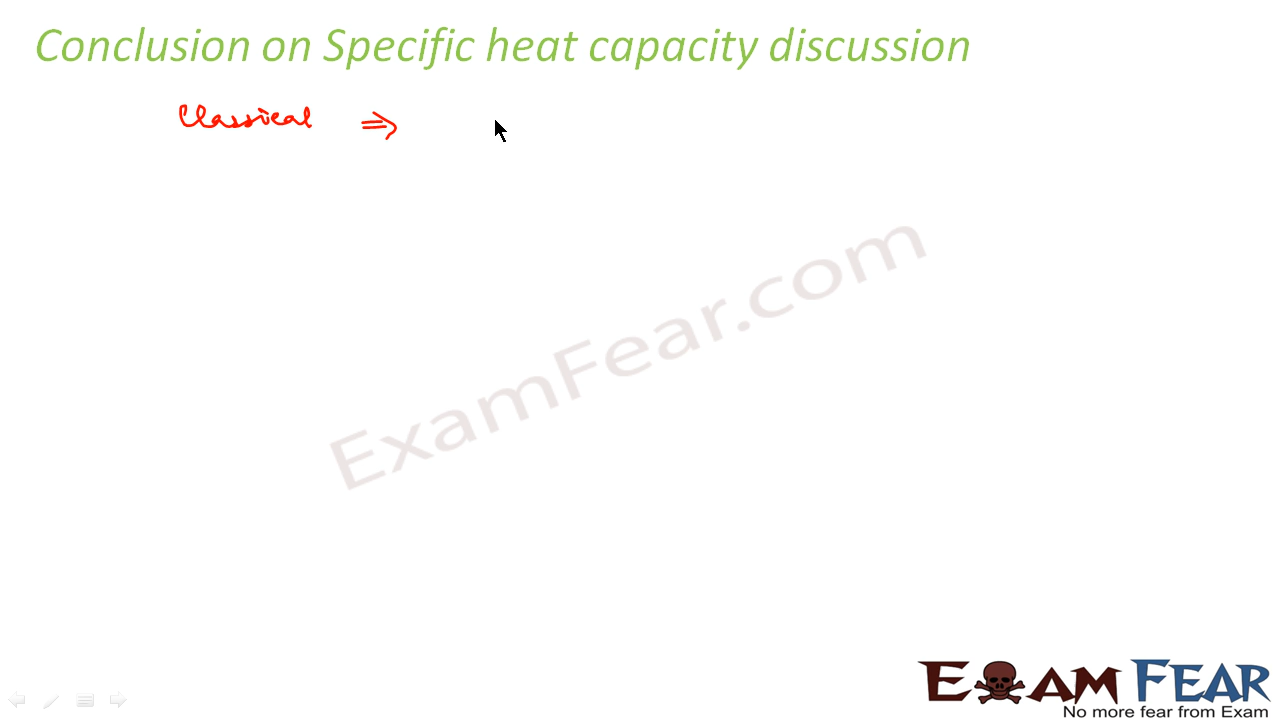 Conclusion on Specific heat capacity discussion
Classical ⇒
ExamFear.com
EXAM FEAR
No more fear from Exam